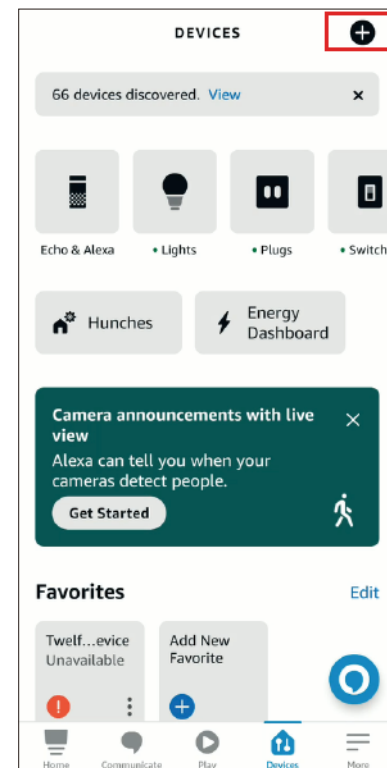 DEVICES
66 devices discovered. View
Echo & Alexa
Lights
Plugs
Switch
Hunches
Energy
Dashboard
Camera announcements with live
view
Alexa can tell you when your
cameras detect people.
Get Started
Favorites
Edit
Twelf...evice
Unavailable
Add New
Favorite
Home
Communicate
Play
Devices
More